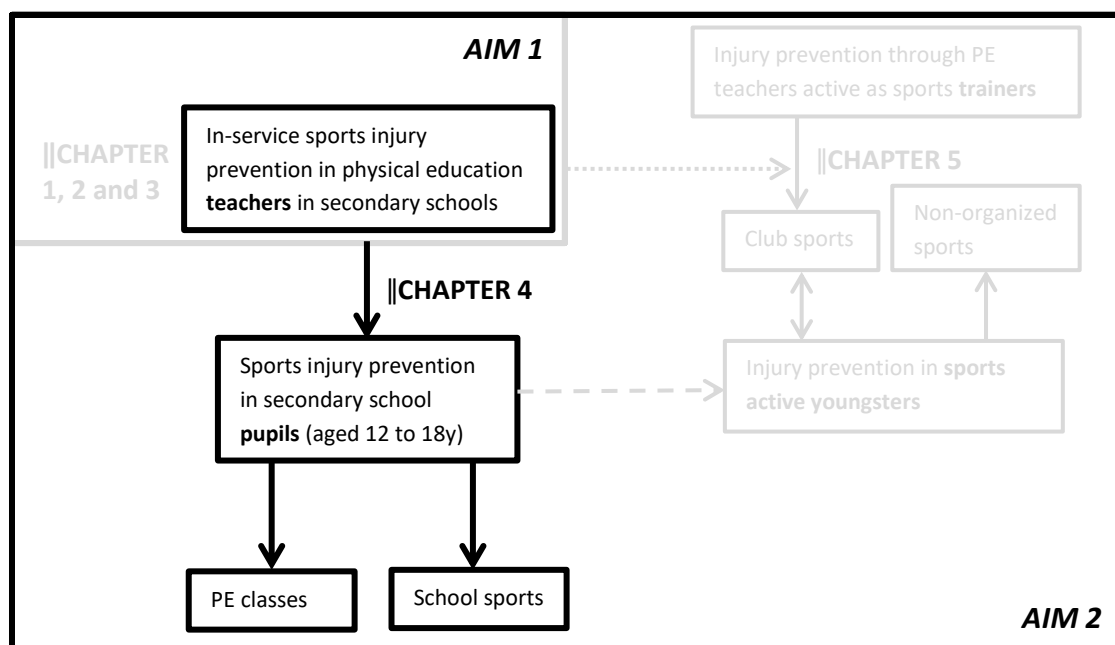 AIM 1
||CHAPTER
1, 2 and 3
In-service sports injury
prevention in physical education
teachers in secondary schools
Injury prevention through PE
teachers active as sports trainers
||CHAPTER 5
Club sports
Non-organized
sports
||CHAPTER 4
Sports injury prevention
in secondary school
pupils (aged 12 to 18y)
Injury prevention in sports
active youngsters
PE classes
School sports
AIM 2